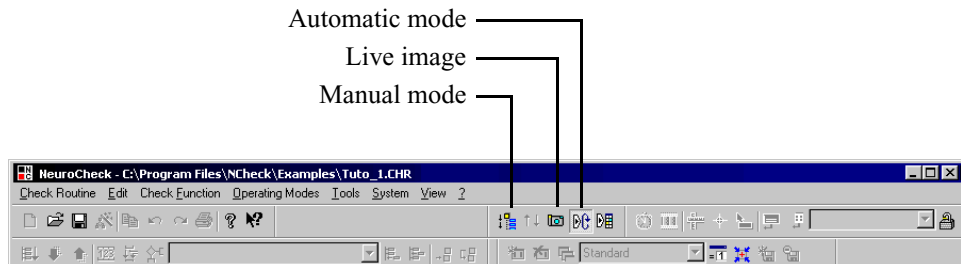 Automatic mode
Live image
Manual mode
NeuroCheck - C:\Program Files\NCheck\Examples\Tuto_1.CHR
Check Routine Edit Check Function Operating Modes Tools System View ?
Standard